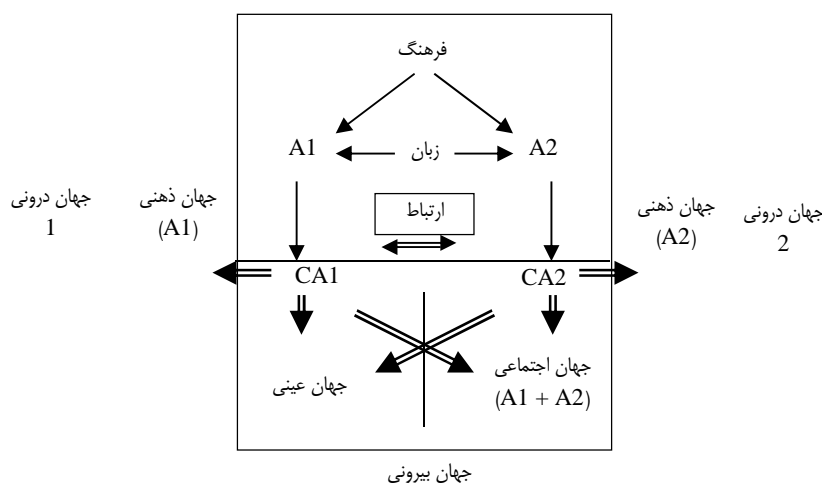 فرهنگ
A1
زبان
A2
جهان درونی
1
جهان ذهنی
(A1)
ارتباط
جهان ذهنی
(A2)
جهان درونی
2
CA1
CA2
جهان عینی
جهان اجتماعی
(A1 + A2)
جهان بیرونی